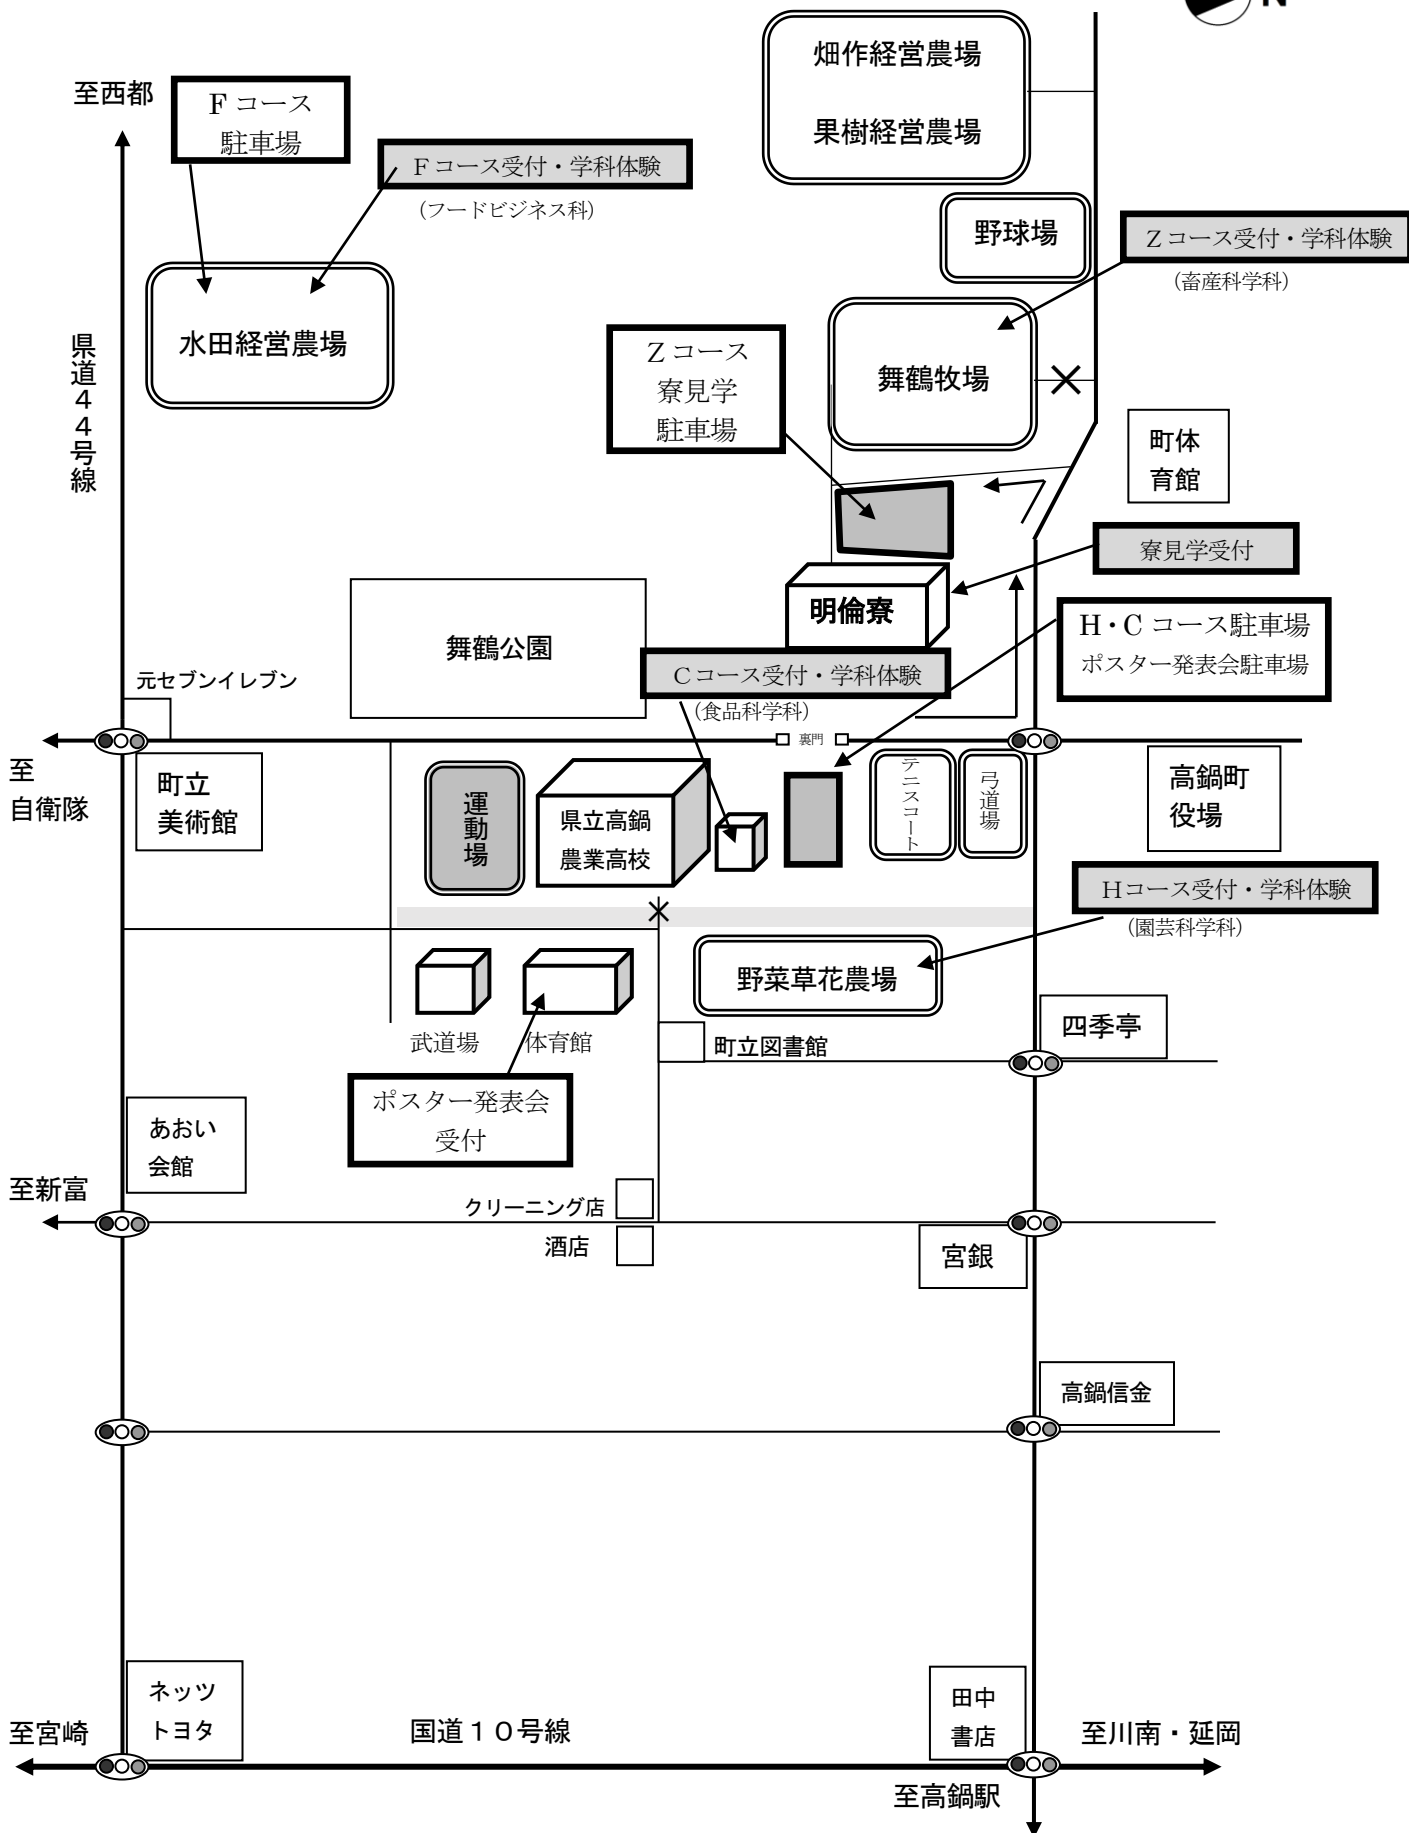 N
畑作経営農場
果樹経営農場
至西都
Fコース
駐車場
Fコース受付・学科体験
(フードビジネス科)
野球場
Zコース受付・学科体験
(畜産科学科)
水田経営農場
県道44号線
Zコース
寮見学
駐車場
舞鶴牧場
町体
育館
寮見学受付
明倫寮
舞鶴公園
H・Cコース駐車場
ポスター発表会駐車場
Cコース受付・学科体験
(食品科学科)
元セブンイレブン
裏門
至
自衛隊
町立
美術館
運動場
県立高鍋
農業高校
テニスコート
弓道場
高鍋町
役場
Hコース受付・学科体験
(園芸科学科)
野菜草花農場
武道場
体育館
町立図書館
四季亭
ポスター発表会
受付
あおい
会館
至新富
クリーニング店
酒店
宮銀
高鍋信金
ネッツ
トヨタ
田中
書店
至宮崎
国道10号線
至川南・延岡
至高鍋駅